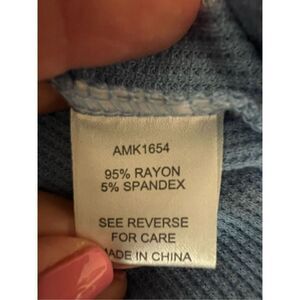 AMK1654
95% RAYON
5% SPANDEX
SEE REVERSE
FOR CARE
MADE IN CHINA